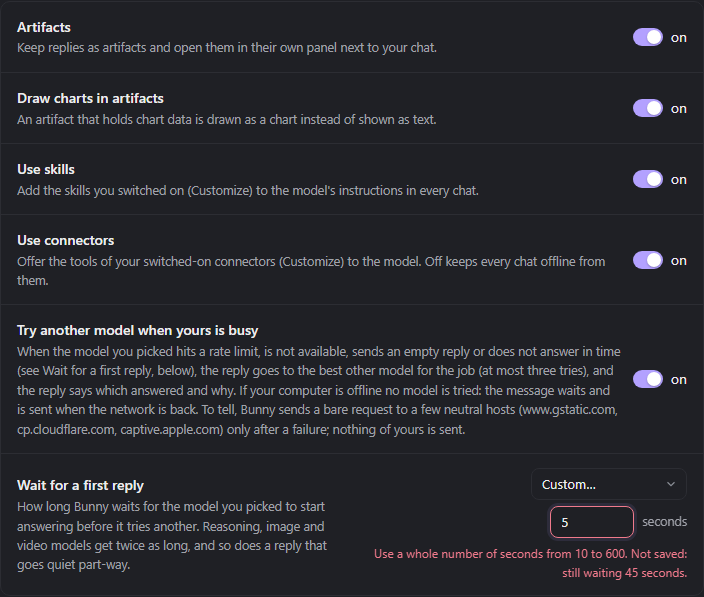 Artifacts
Keep replies as artifacts and open them in their own panel next to your chat.
on
Draw charts in artifacts
An artifact that holds chart data is drawn as a chart instead of shown as text.
on
Use skills
Add the skills you switched on (Customize) to the model's instructions in every chat.
on
Use connectors
Offer the tools of your switched-on connectors (Customize) to the model. Off keeps every chat offline from
them.
on
Try another model when yours is busy
When the model you picked hits a rate limit, is not available, sends an empty reply or does not answer in time
(see Wait for a first reply, below), the reply goes to the best other model for the job (at most three tries), and
the reply says which answered and why. If your computer is offline no model is tried: the message waits and
is sent when the network is back. To tell, Bunny sends a bare request to a few neutral hosts (www.gstatic.com,
cp.cloudflare.com, captive.apple.com) only after a failure; nothing of yours is sent.
on
Wait for a first reply
How long Bunny waits for the model you picked to start
answering before it tries another. Reasoning, image and
video models get twice as long, and so does a reply that
goes quiet part-way.
Custom...
5 seconds
Use a whole number of seconds from 10 to 600. Not saved:
still waiting 45 seconds.